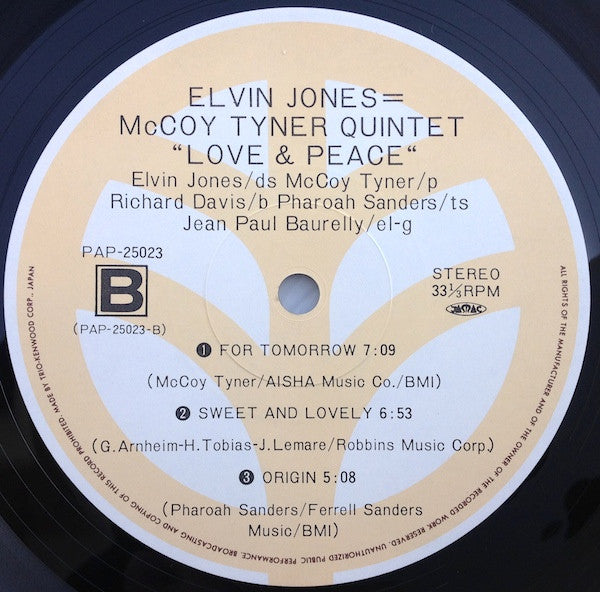 ELVIN JONES=
McCOY TYNER QUINTET
"LOVE & PEACE"
Elvin Jones/ds McCoy Tyner/p
Richard Davis/b Pharoah Sanders/ts
Jean Paul Baurelly/el-g
PAP-25023
B
(PAP-25023-B)
STEREO
33⅓RPM
JASRAC
❶ FOR TOMORROW 7:09
(McCoy Tyner/AISHA Music Co./BMI)
❷ SWEET AND LOVELY 6:53
(G.Arnheim-H.Tobias-J.Lemare/Robbins Music Corp.)
❸ ORIGIN 5:08
(Pharoah Sanders/Ferrell Sanders
Music/BMI)
ALL RIGHTS OF THE MANUFACTURER AND OF THE OWNER OF THE RECORDED WORK RESERVED. UNAUTHORIZED PUBLIC PERFORMANCE, BROADCASTING AND COPYING OF THIS RECORD PROHIBITED. MADE BY TRIO-KENWOOD CORP., JAPAN